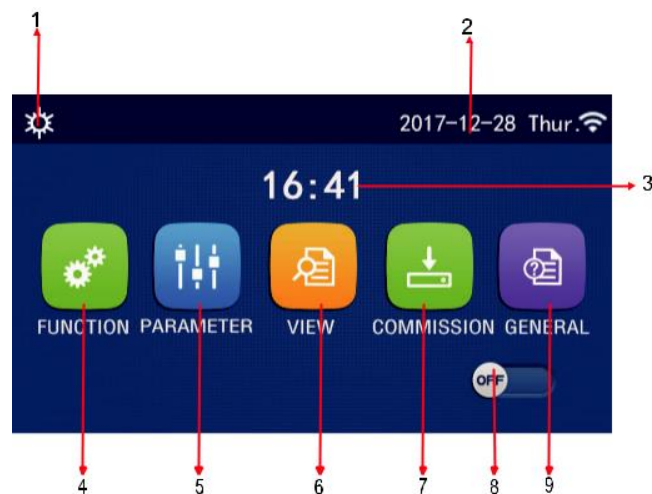 1
2
2017-12-28 Thur.
16:41
3
FUNCTION PARAMETER VIEW COMMISSION GENERAL
OFF
4 5 6 7 8 9